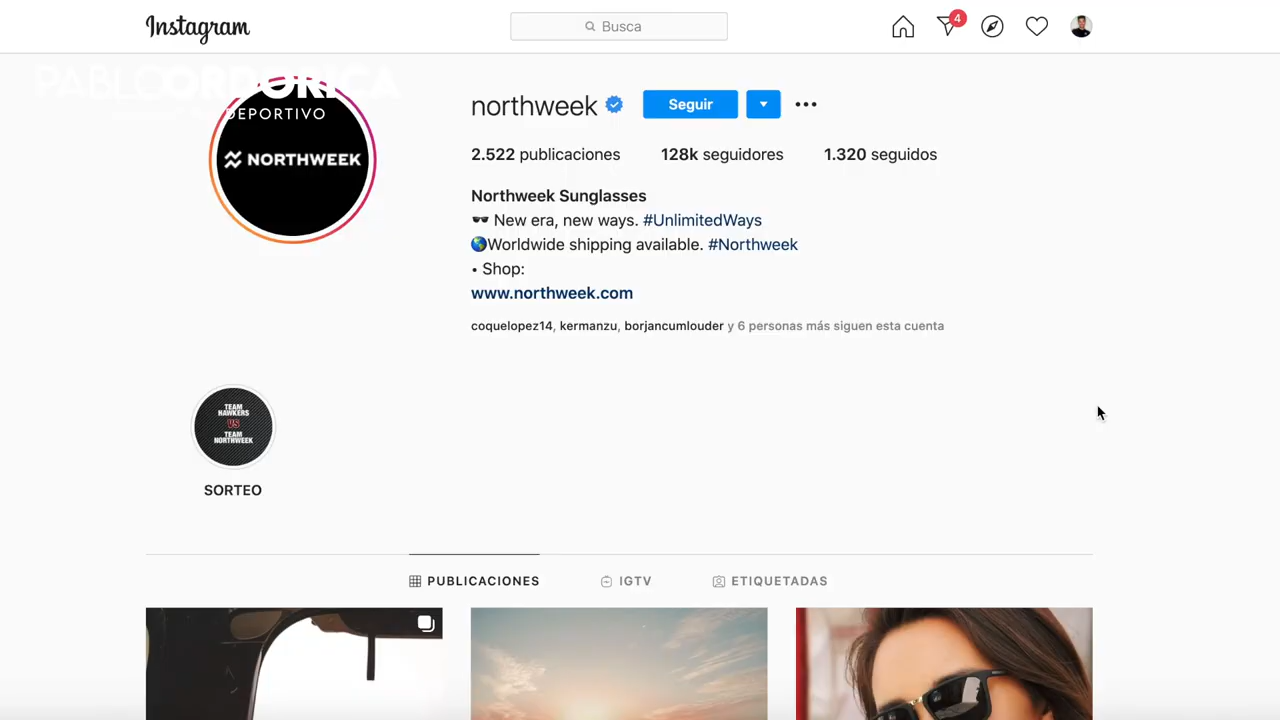 Instagram
Busca
4
PABLOORDORICA
DEPORTIVO
NORTHWEEK
northweek
Seguir
2.522 publicaciones
128k seguidores
1.320 seguidos
Northweek Sunglasses
🕶️ New era, new ways. #UnlimitedWays
🌎Worldwide shipping available. #Northweek
• Shop:
www.northweek.com
coquelopez14, kermanzu, borjancumlouder y 6 personas más siguen esta cuenta
TEAM
HAWKERS
VS
TEAM
NORTHWEEK
SORTEO
PUBLICACIONES
IGTV
ETIQUETADAS